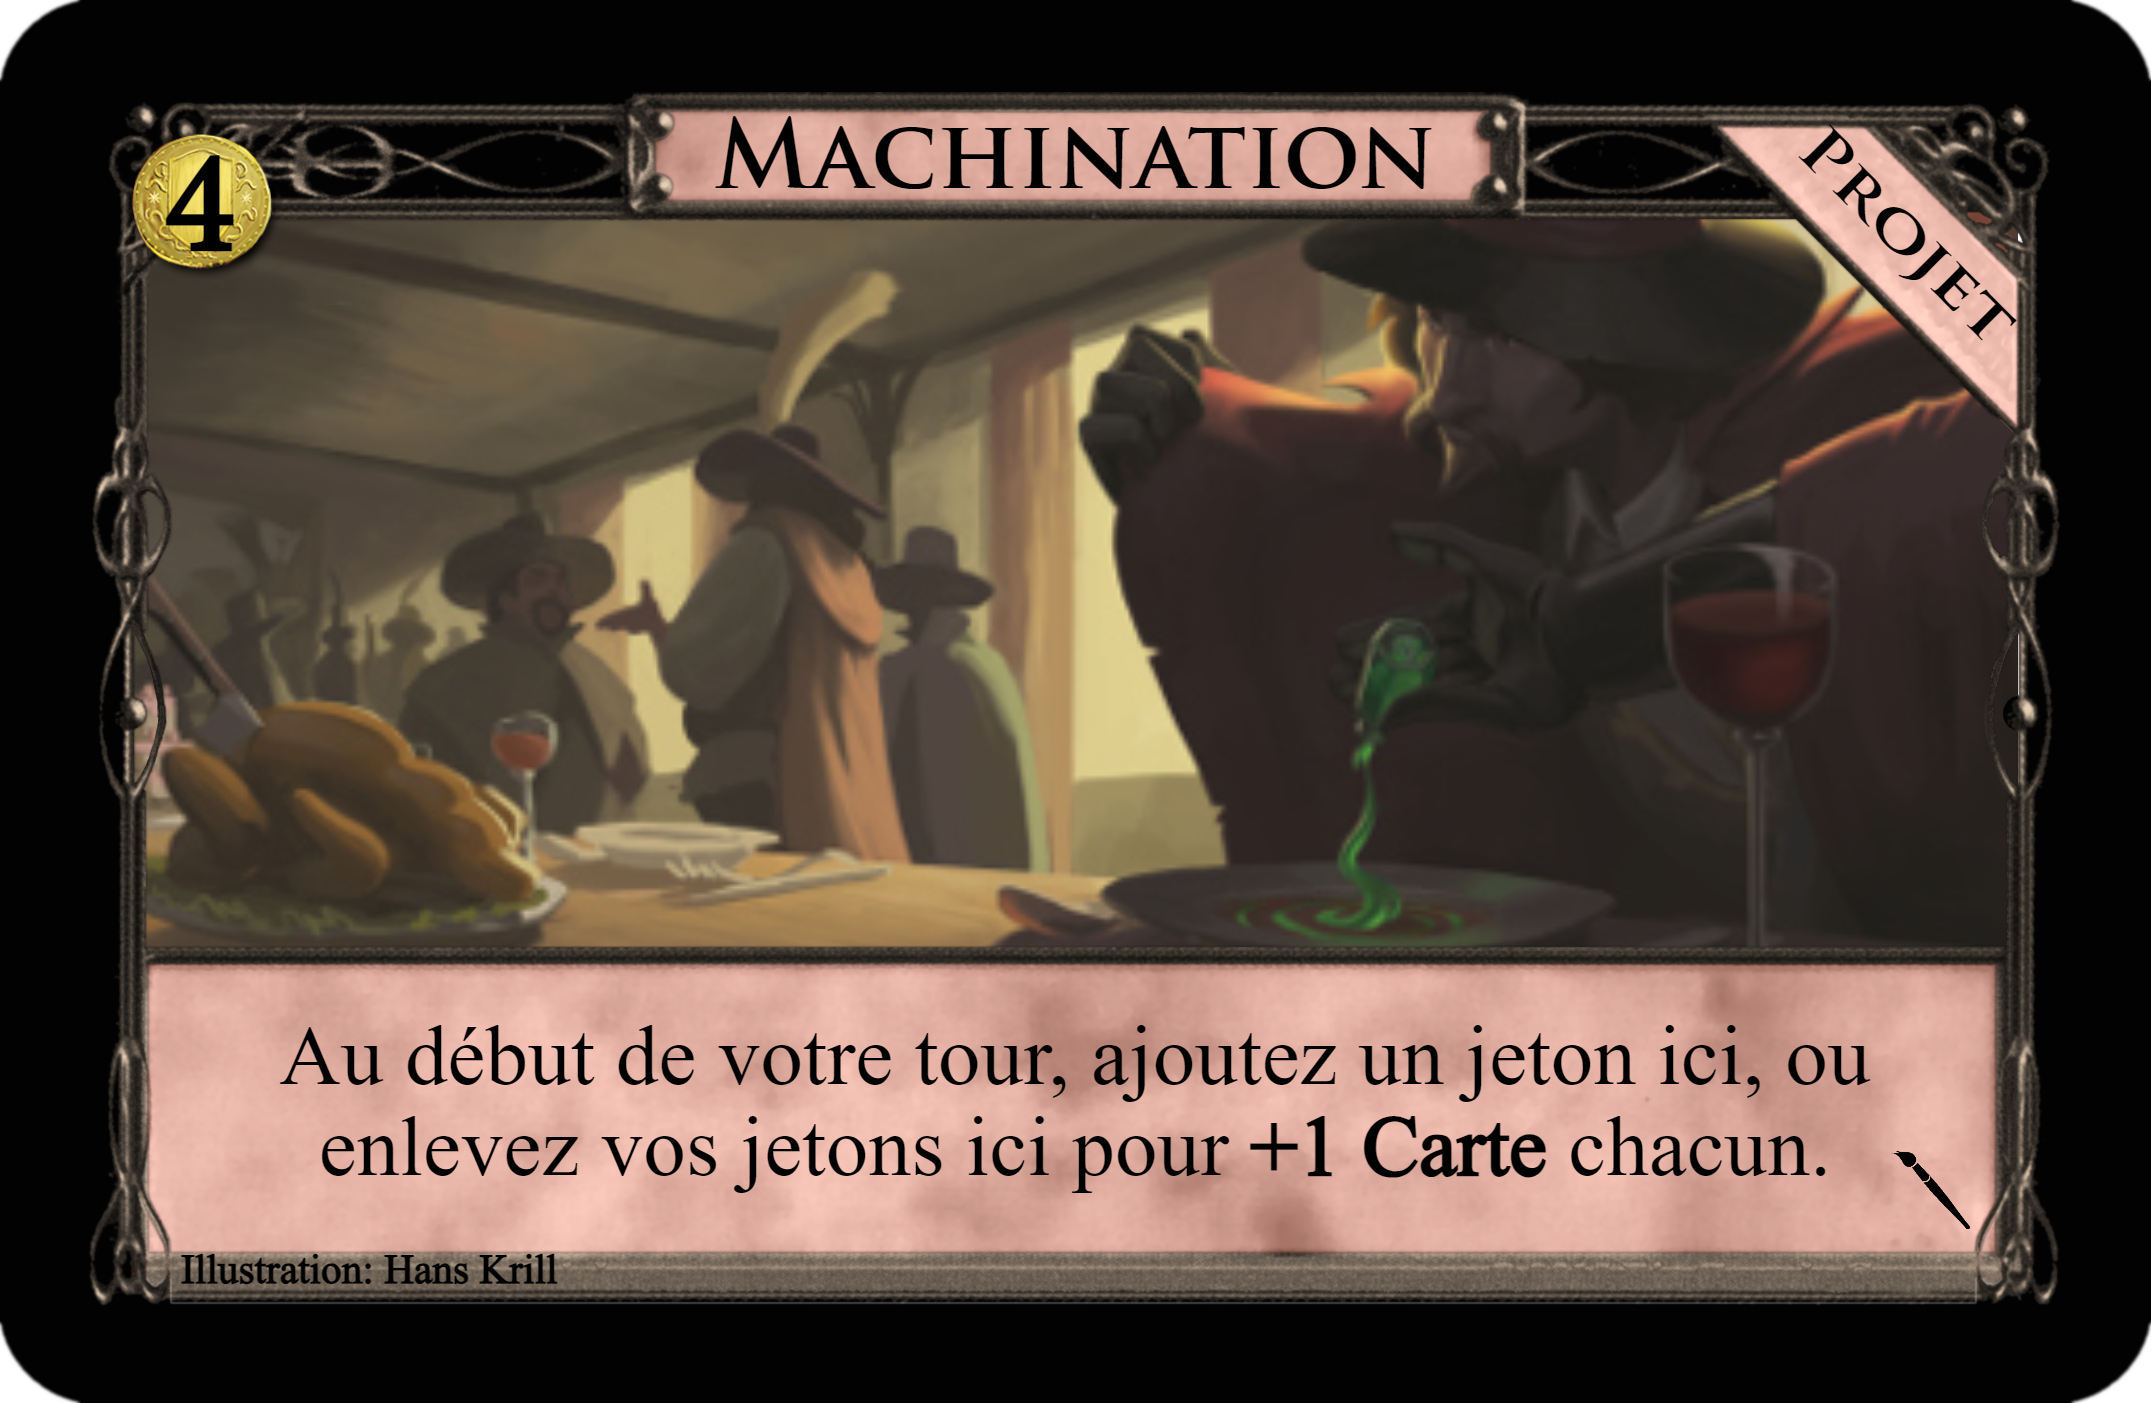 4
MACHINATION
PROJET
Au début de votre tour, ajoutez un jeton ici, ou
enlevez vos jetons ici pour +1 Carte chacun.
Illustration: Hans Krill